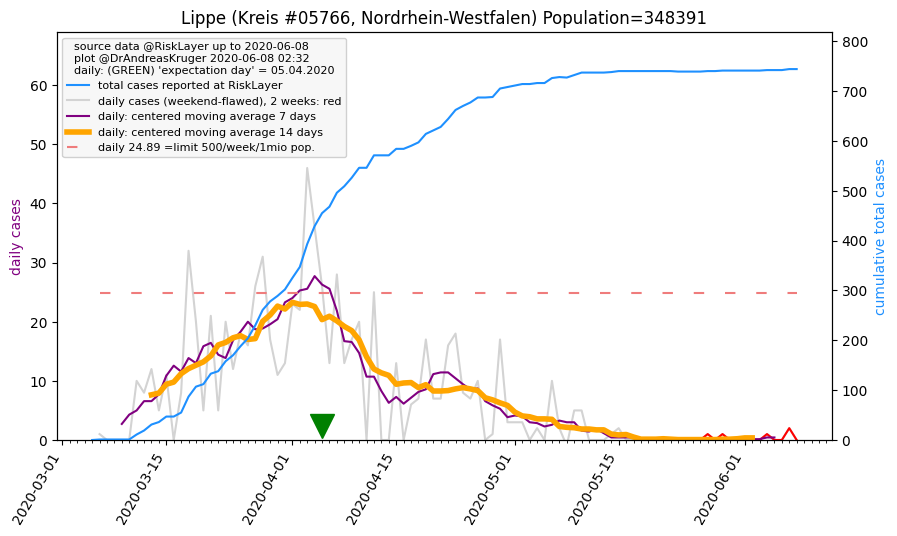 Lippe (Kreis #05766, Nordrhein-Westfalen) Population=348391
source data @RiskLayer up to 2020-06-08
plot @DrAndreasKruger 2020-06-08 02:32
daily: (GREEN) 'expectation day' = 05.04.2020
total cases reported at RiskLayer
daily cases (weekend-flawed), 2 weeks: red
daily: centered moving average 7 days
daily: centered moving average 14 days
daily 24.89 =limit 500/week/1mio pop.
daily cases
60
50
40
30
20
10
0
800
700
600
500
400
300
200
100
0
cumulative total cases
2020-03-01
2020-03-15
2020-04-01
2020-04-15
2020-05-01
2020-05-15
2020-06-01